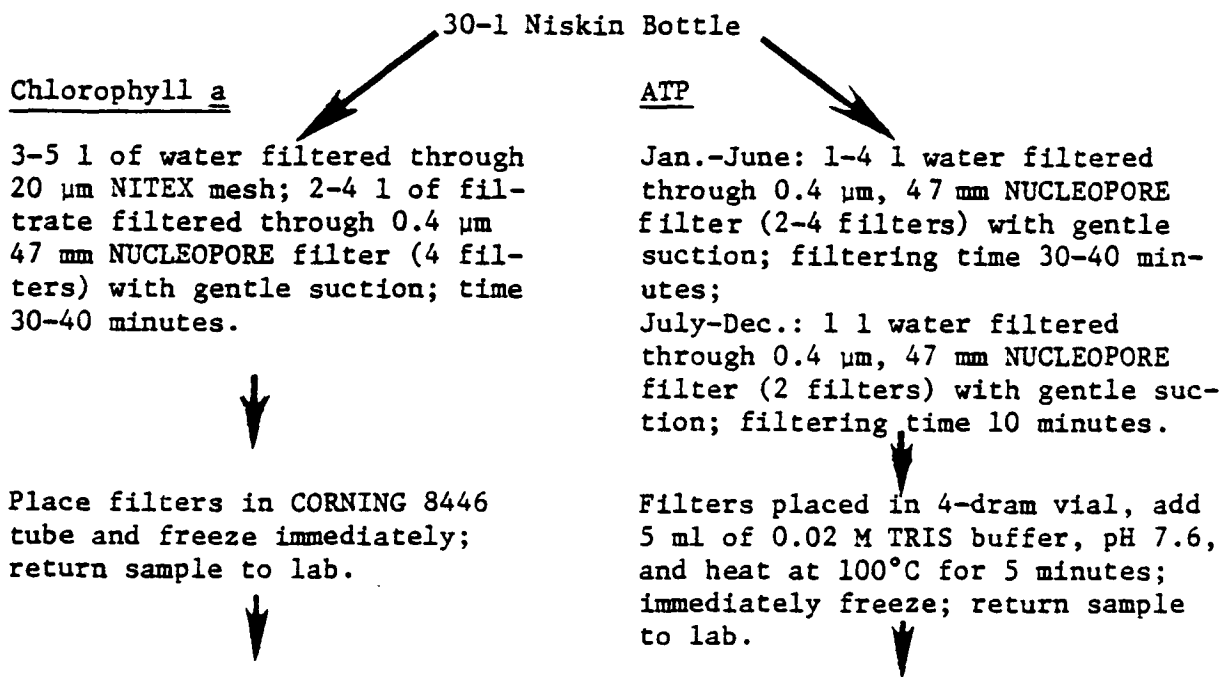 30-l Niskin Bottle
Chlorophyll a
3-5 l of water filtered through
20 µm NITEX mesh; 2-4 l of fil-
trate filtered through 0.4 µm
47 mm NUCLEOPORE filter (4 fil-
ters) with gentle suction; time
30-40 minutes.
Place filters in CORNING 8446
tube and freeze immediately;
return sample to lab.
ATP
Jan.-June: 1-4 l water filtered
through 0.4 µm, 47 mm NUCLEOPORE
filter (2-4 filters) with gentle
suction; filtering time 30-40 min-
utes;
July-Dec.: 1 l water filtered
through 0.4 µm, 47 mm NUCLEOPORE
filter (2 filters) with gentle suc-
tion; filtering time 10 minutes.
Filters placed in 4-dram vial, add
5 ml of 0.02 M TRIS buffer, pH 7.6,
and heat at 100°C for 5 minutes;
immediately freeze; return sample
to lab.